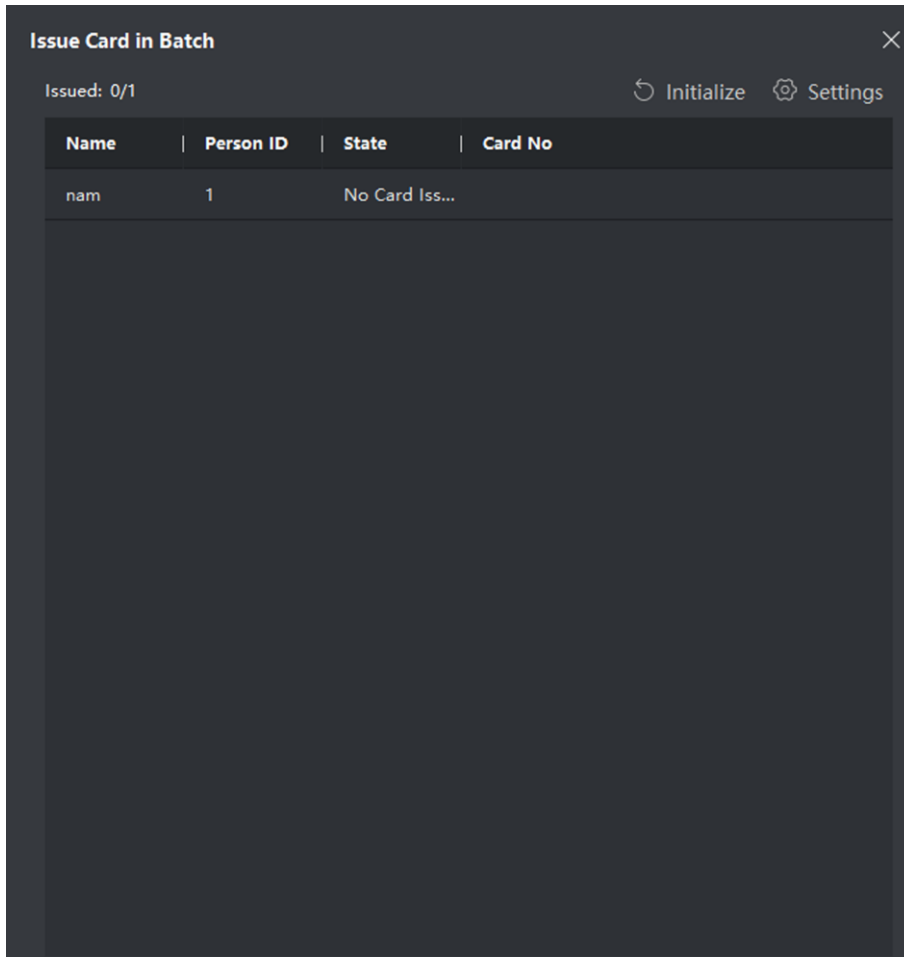 Issue Card in Batch
Issued: 0/1
Initialize Settings
Name | Person ID | State | Card No
nam 1 No Card Iss...